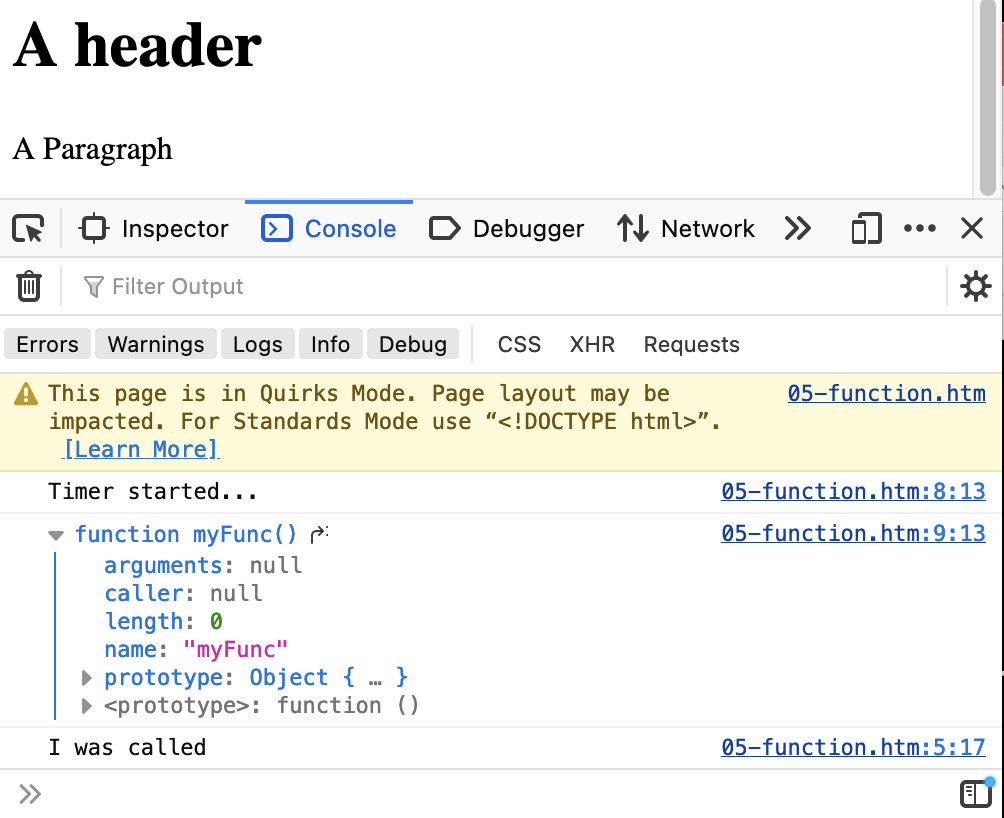 A header
A Paragraph
Inspector Console Debugger Network
Filter Output
Errors Warnings Logs Info Debug CSS XHR Requests
This page is in Quirks Mode. Page layout may be 05-function.htm
impacted. For Standards Mode use “<!DOCTYPE html>”.
[Learn More]
Timer started... 05-function.htm:8:13
function myFunc() 05-function.htm:9:13
arguments: null
caller: null
length: 0
name: "myFunc"
prototype: Object { … }
<prototype>: function ()
I was called 05-function.htm:5:17